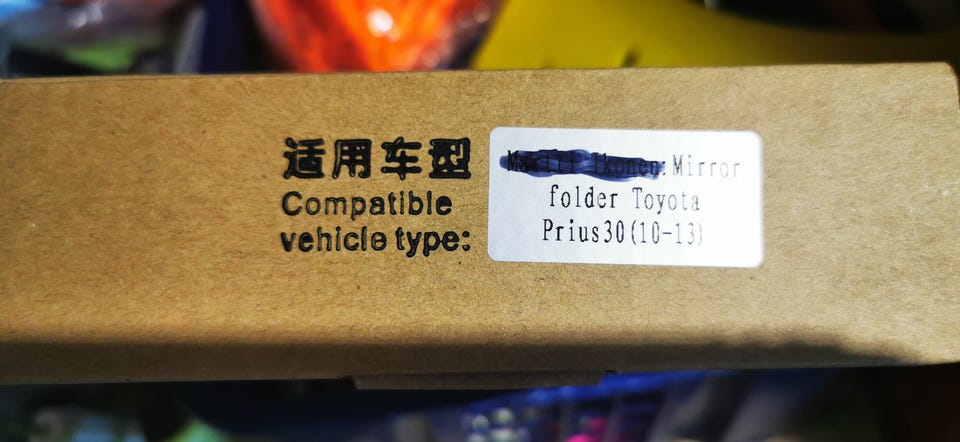 适用车型
Compatible
vehicle type:
Mirror
folder Toyota
Prius30(10-13)